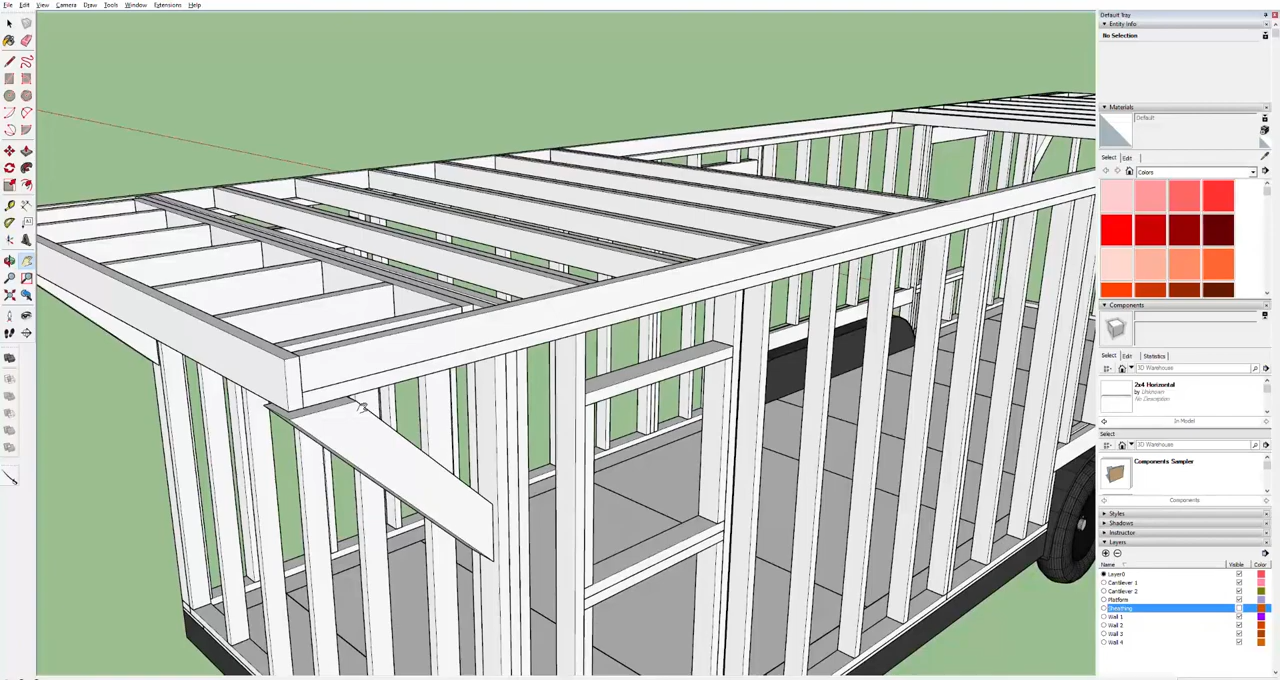 File Edit View Camera Draw Tools Window Extensions Help
Default Tray
Entity Info
No Selection
Materials
Default
Select Edit
Colors
Components
Select Edit Statistics
3D Warehouse
2x4 Horizontal
by Unknown
No Description
In Model
Select
3D Warehouse
Components Sampler
Components
Styles
Shadows
Instructor
Layers
Name Visible Color
Layer0
Cantilever 1
Cantilever 2
Platform
Sheathing
Wall 1
Wall 2
Wall 3
Wall 4